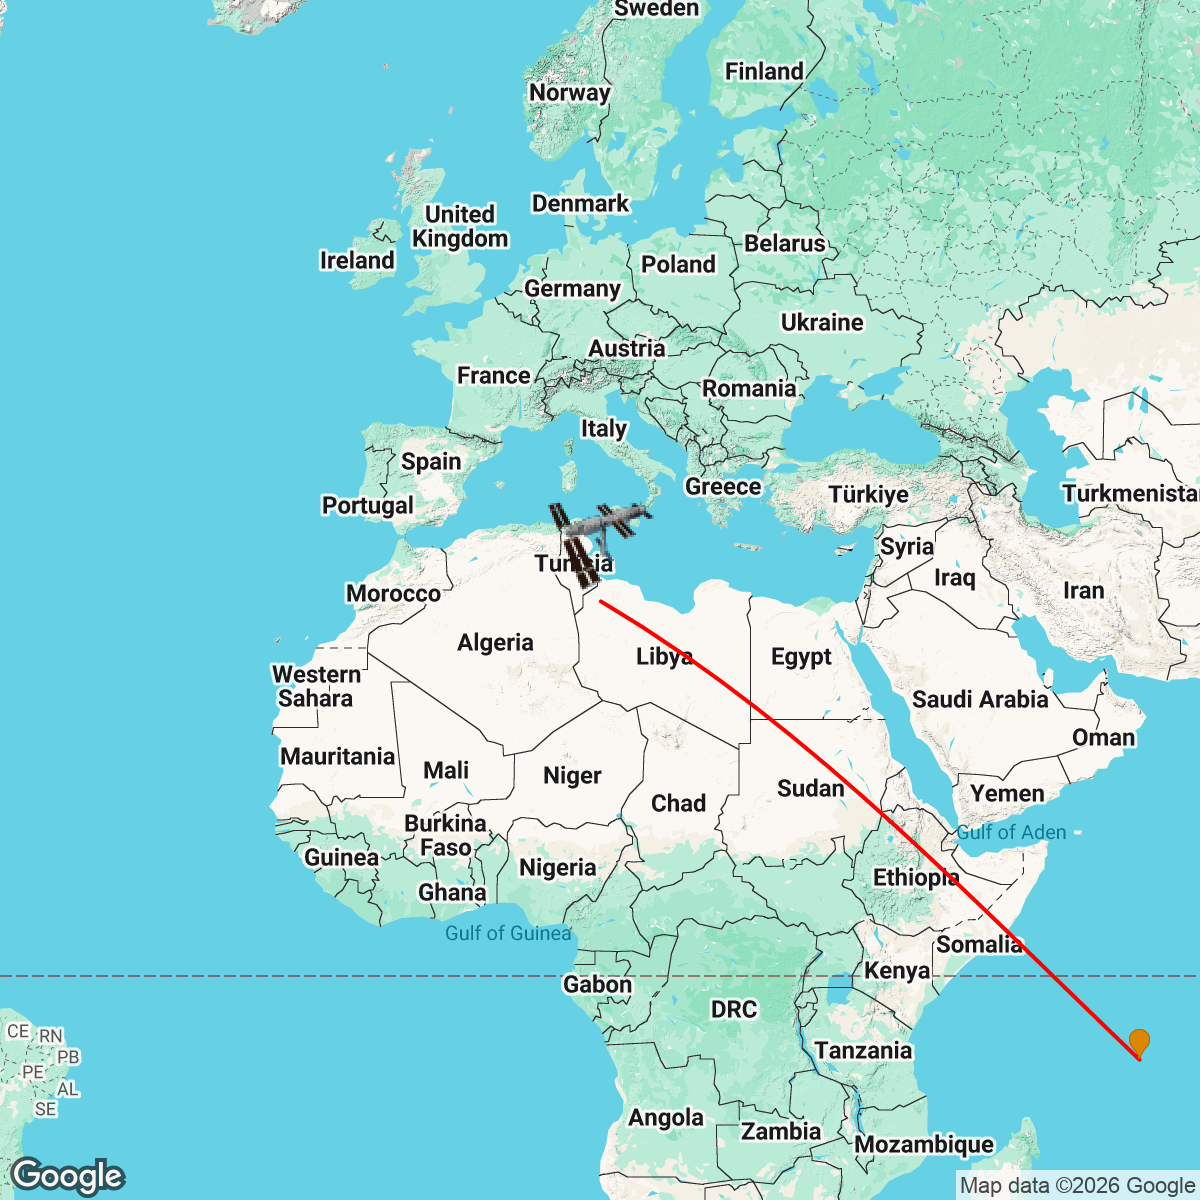 Sweden
Finland
Norway
Denmark
United
Kingdom
Belarus
Ireland
Poland
Germany
Ukraine
Austria
France
Romania
Italy
Spain
Greece
Türkiye
Turkmenistan
Portugal
Syria
Tunisia
Iraq
Iran
Morocco
Algeria
Libya
Egypt
Western
Sahara
Saudi Arabia
Oman
Mauritania
Mali
Niger
Sudan
Yemen
Chad
Burkina
Faso
Gulf of Aden
Guinea
Nigeria
Ethiopia
Ghana
Gulf of Guinea
Somalia
Kenya
Gabon
DRC
CE
RN
PB
PE
AL
SE
Tanzania
Angola
Zambia
Mozambique
Google
Map data ©2026 Google